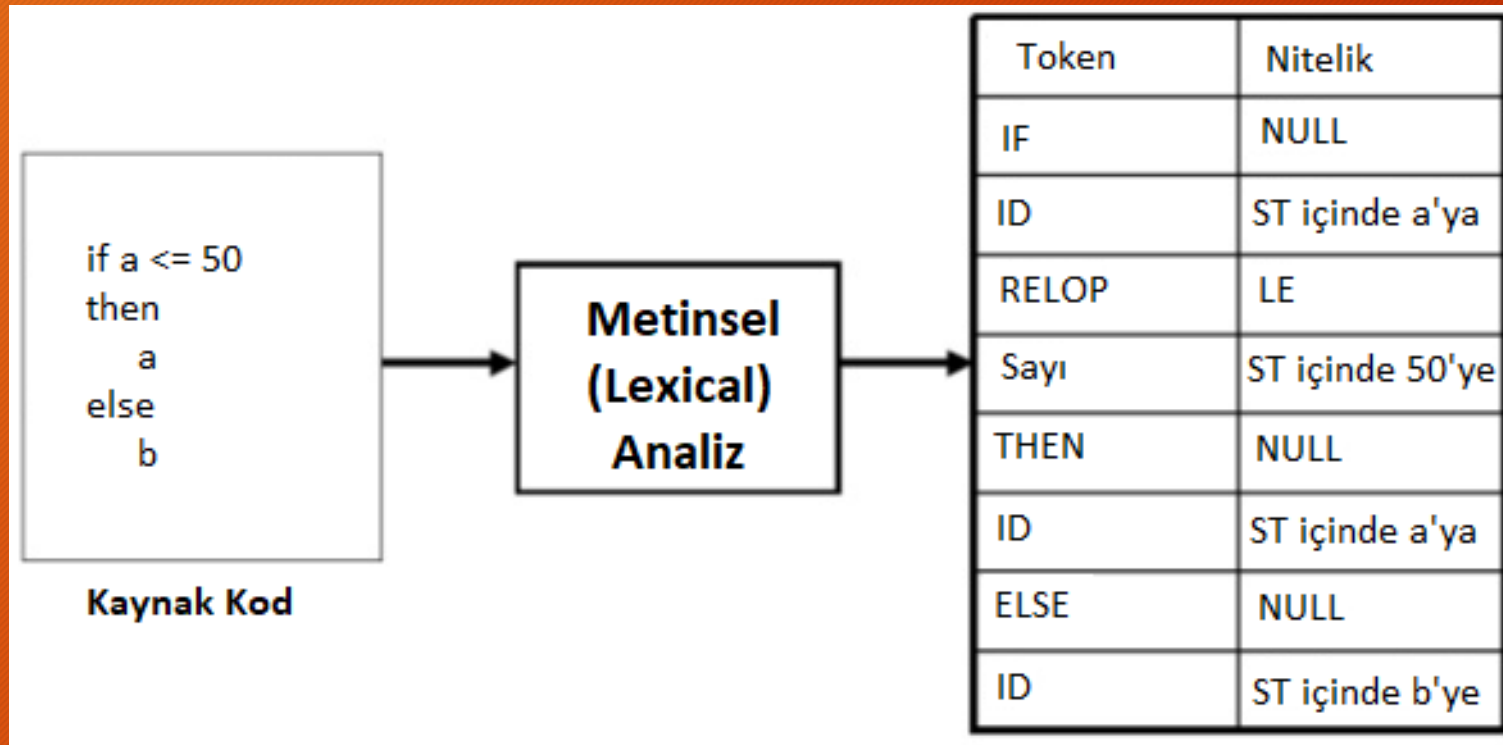 if a <= 50
then
a
else
b
Kaynak Kod
Metinsel
(Lexical)
Analiz
Token Nitelik
IF NULL
ID ST içinde a'ya
RELOP LE
Sayı ST içinde 50'ye
THEN NULL
ID ST içinde a'ya
ELSE NULL
ID ST içinde b'ye